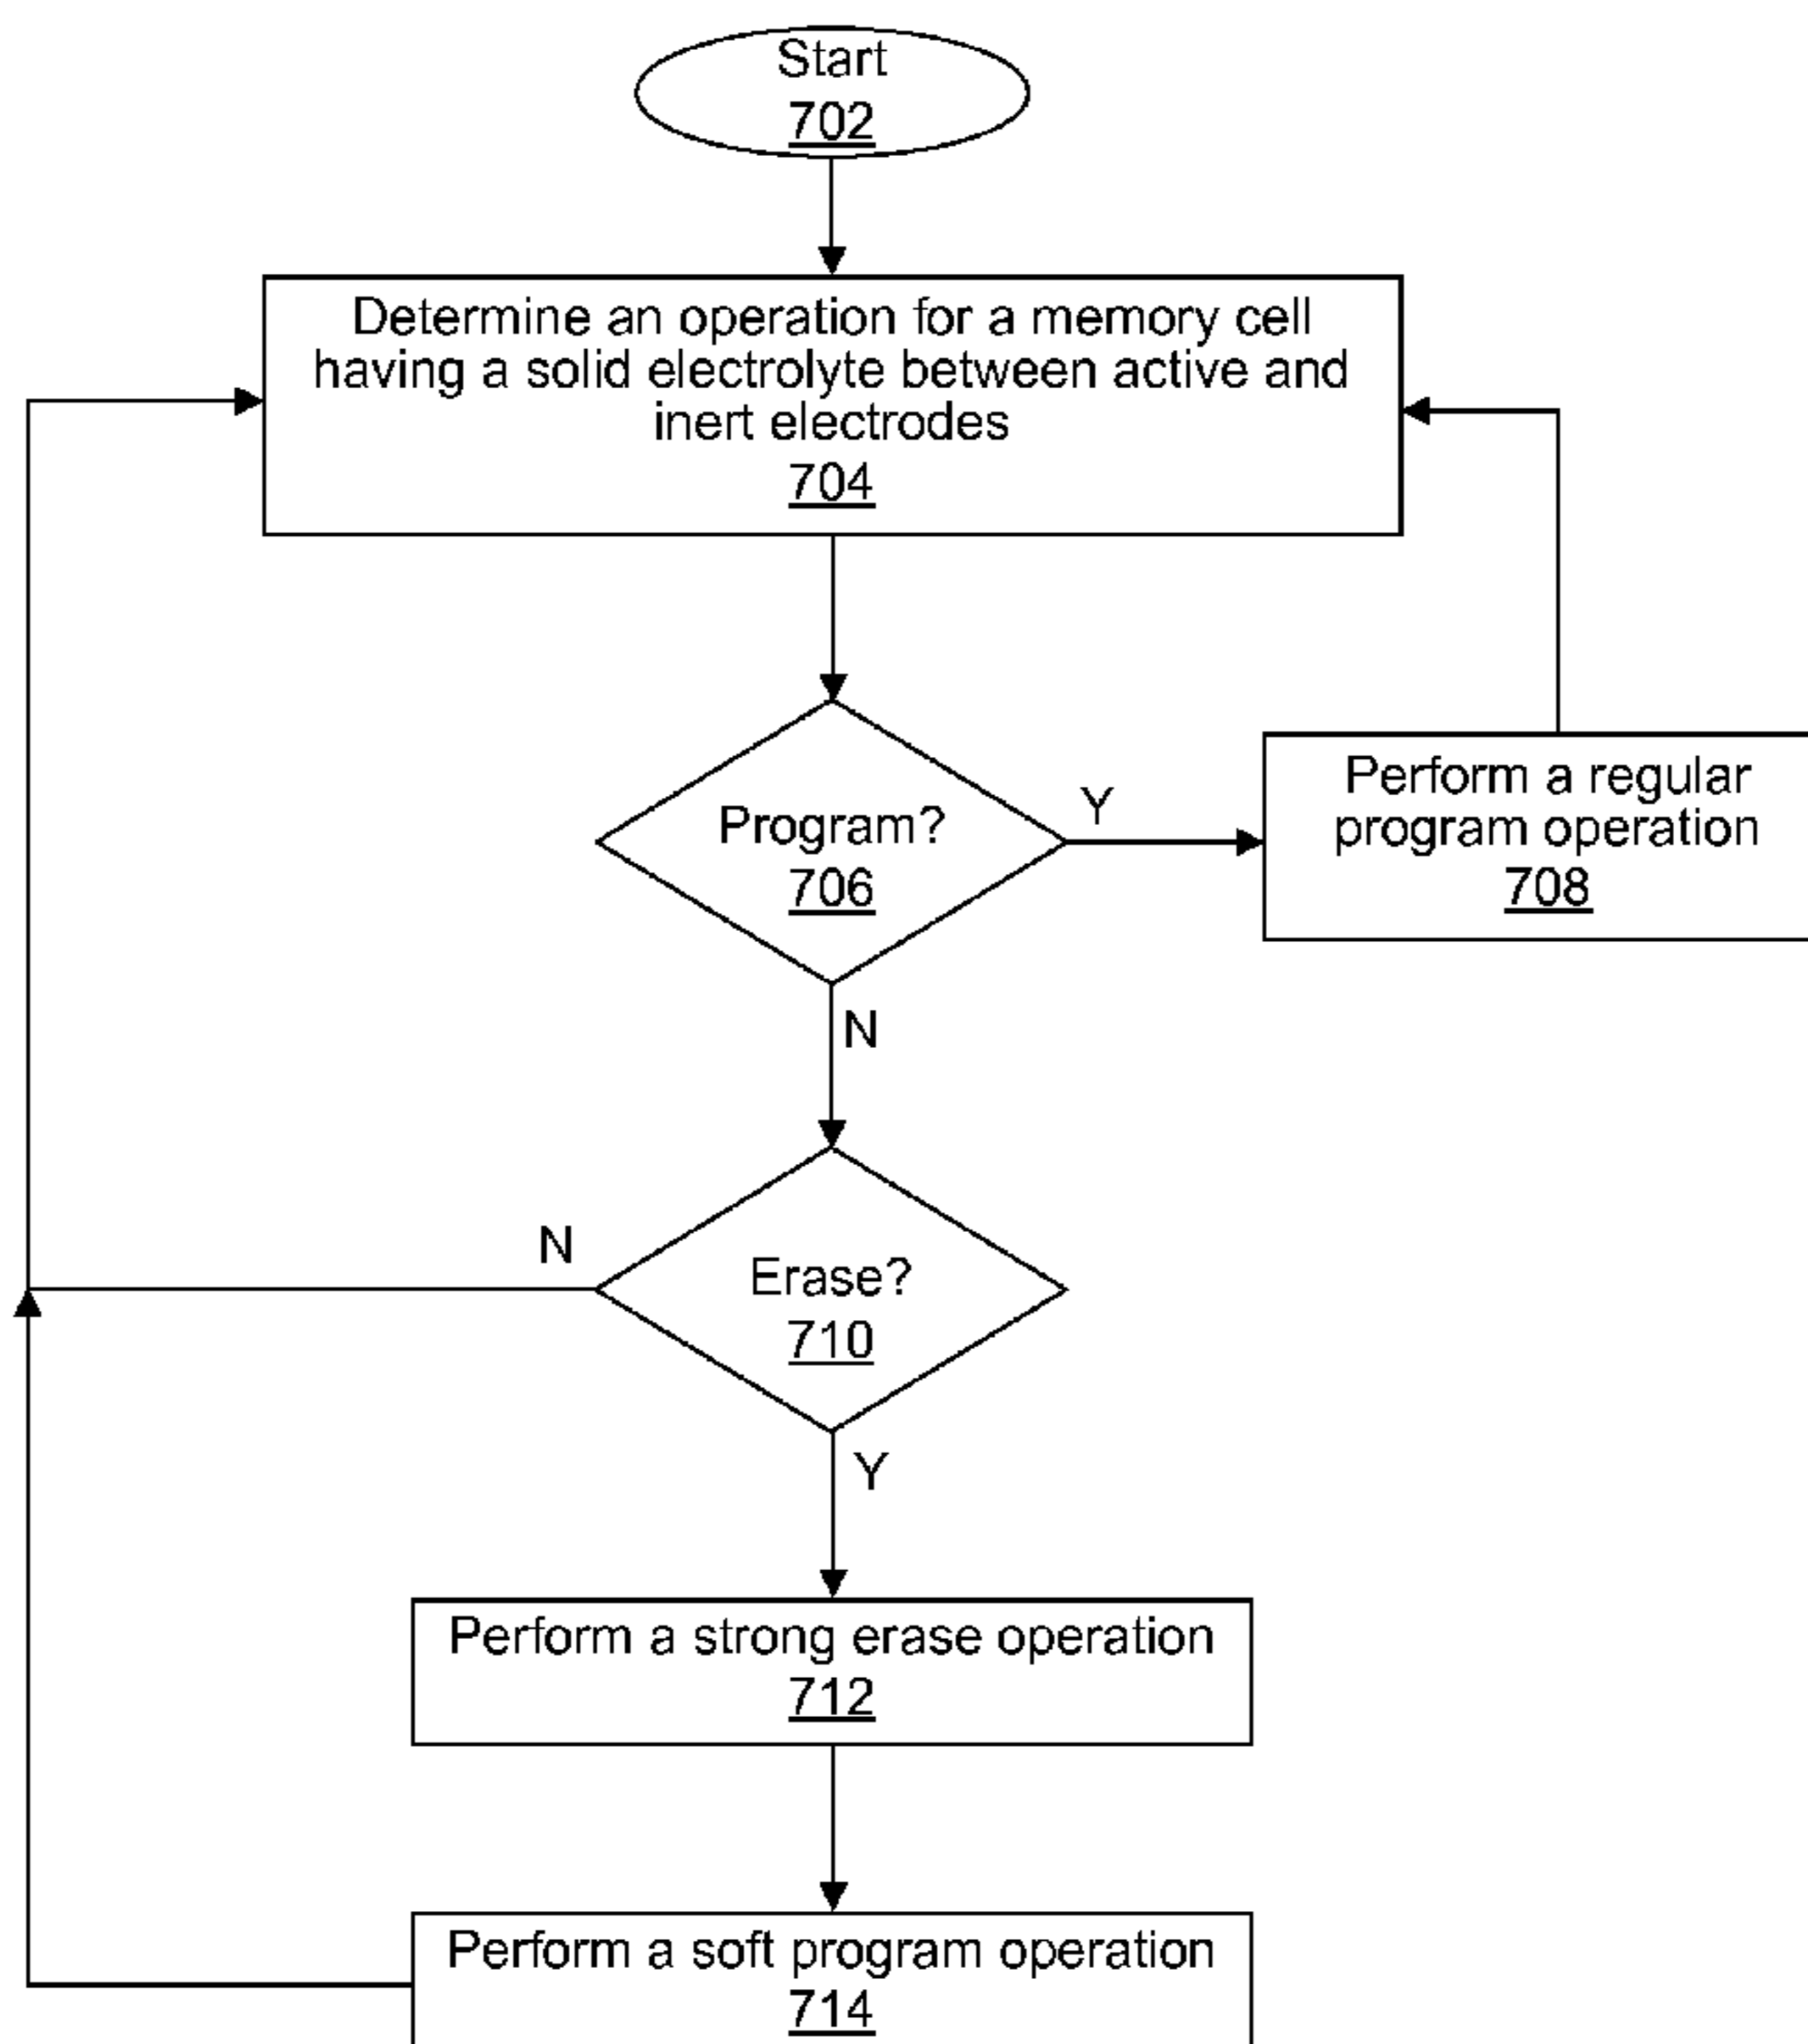 Start
702
Determine an operation for a memory cell
having a solid electrolyte between active and
inert electrodes
704
Program?
706
Y
Perform a regular
program operation
708
N
Erase?
710
N
Y
Perform a strong erase operation
712
Perform a soft program operation
714